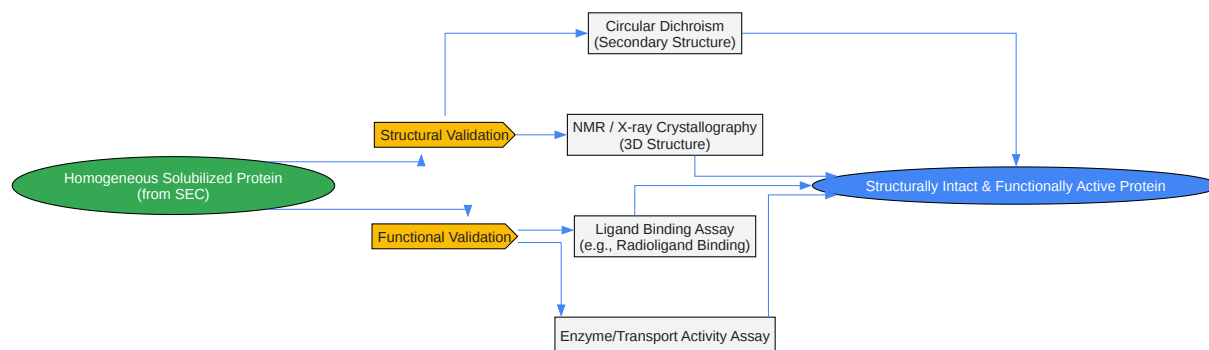 Circular Dichroism
(Secondary Structure)
Structural Validation
NMR / X-ray Crystallography
(3D Structure)
Homogeneous Solubilized Protein
(from SEC)
Structurally Intact & Functionally Active Protein
Functional Validation
Ligand Binding Assay
(e.g., Radioligand Binding)
Enzyme/Transport Activity Assay